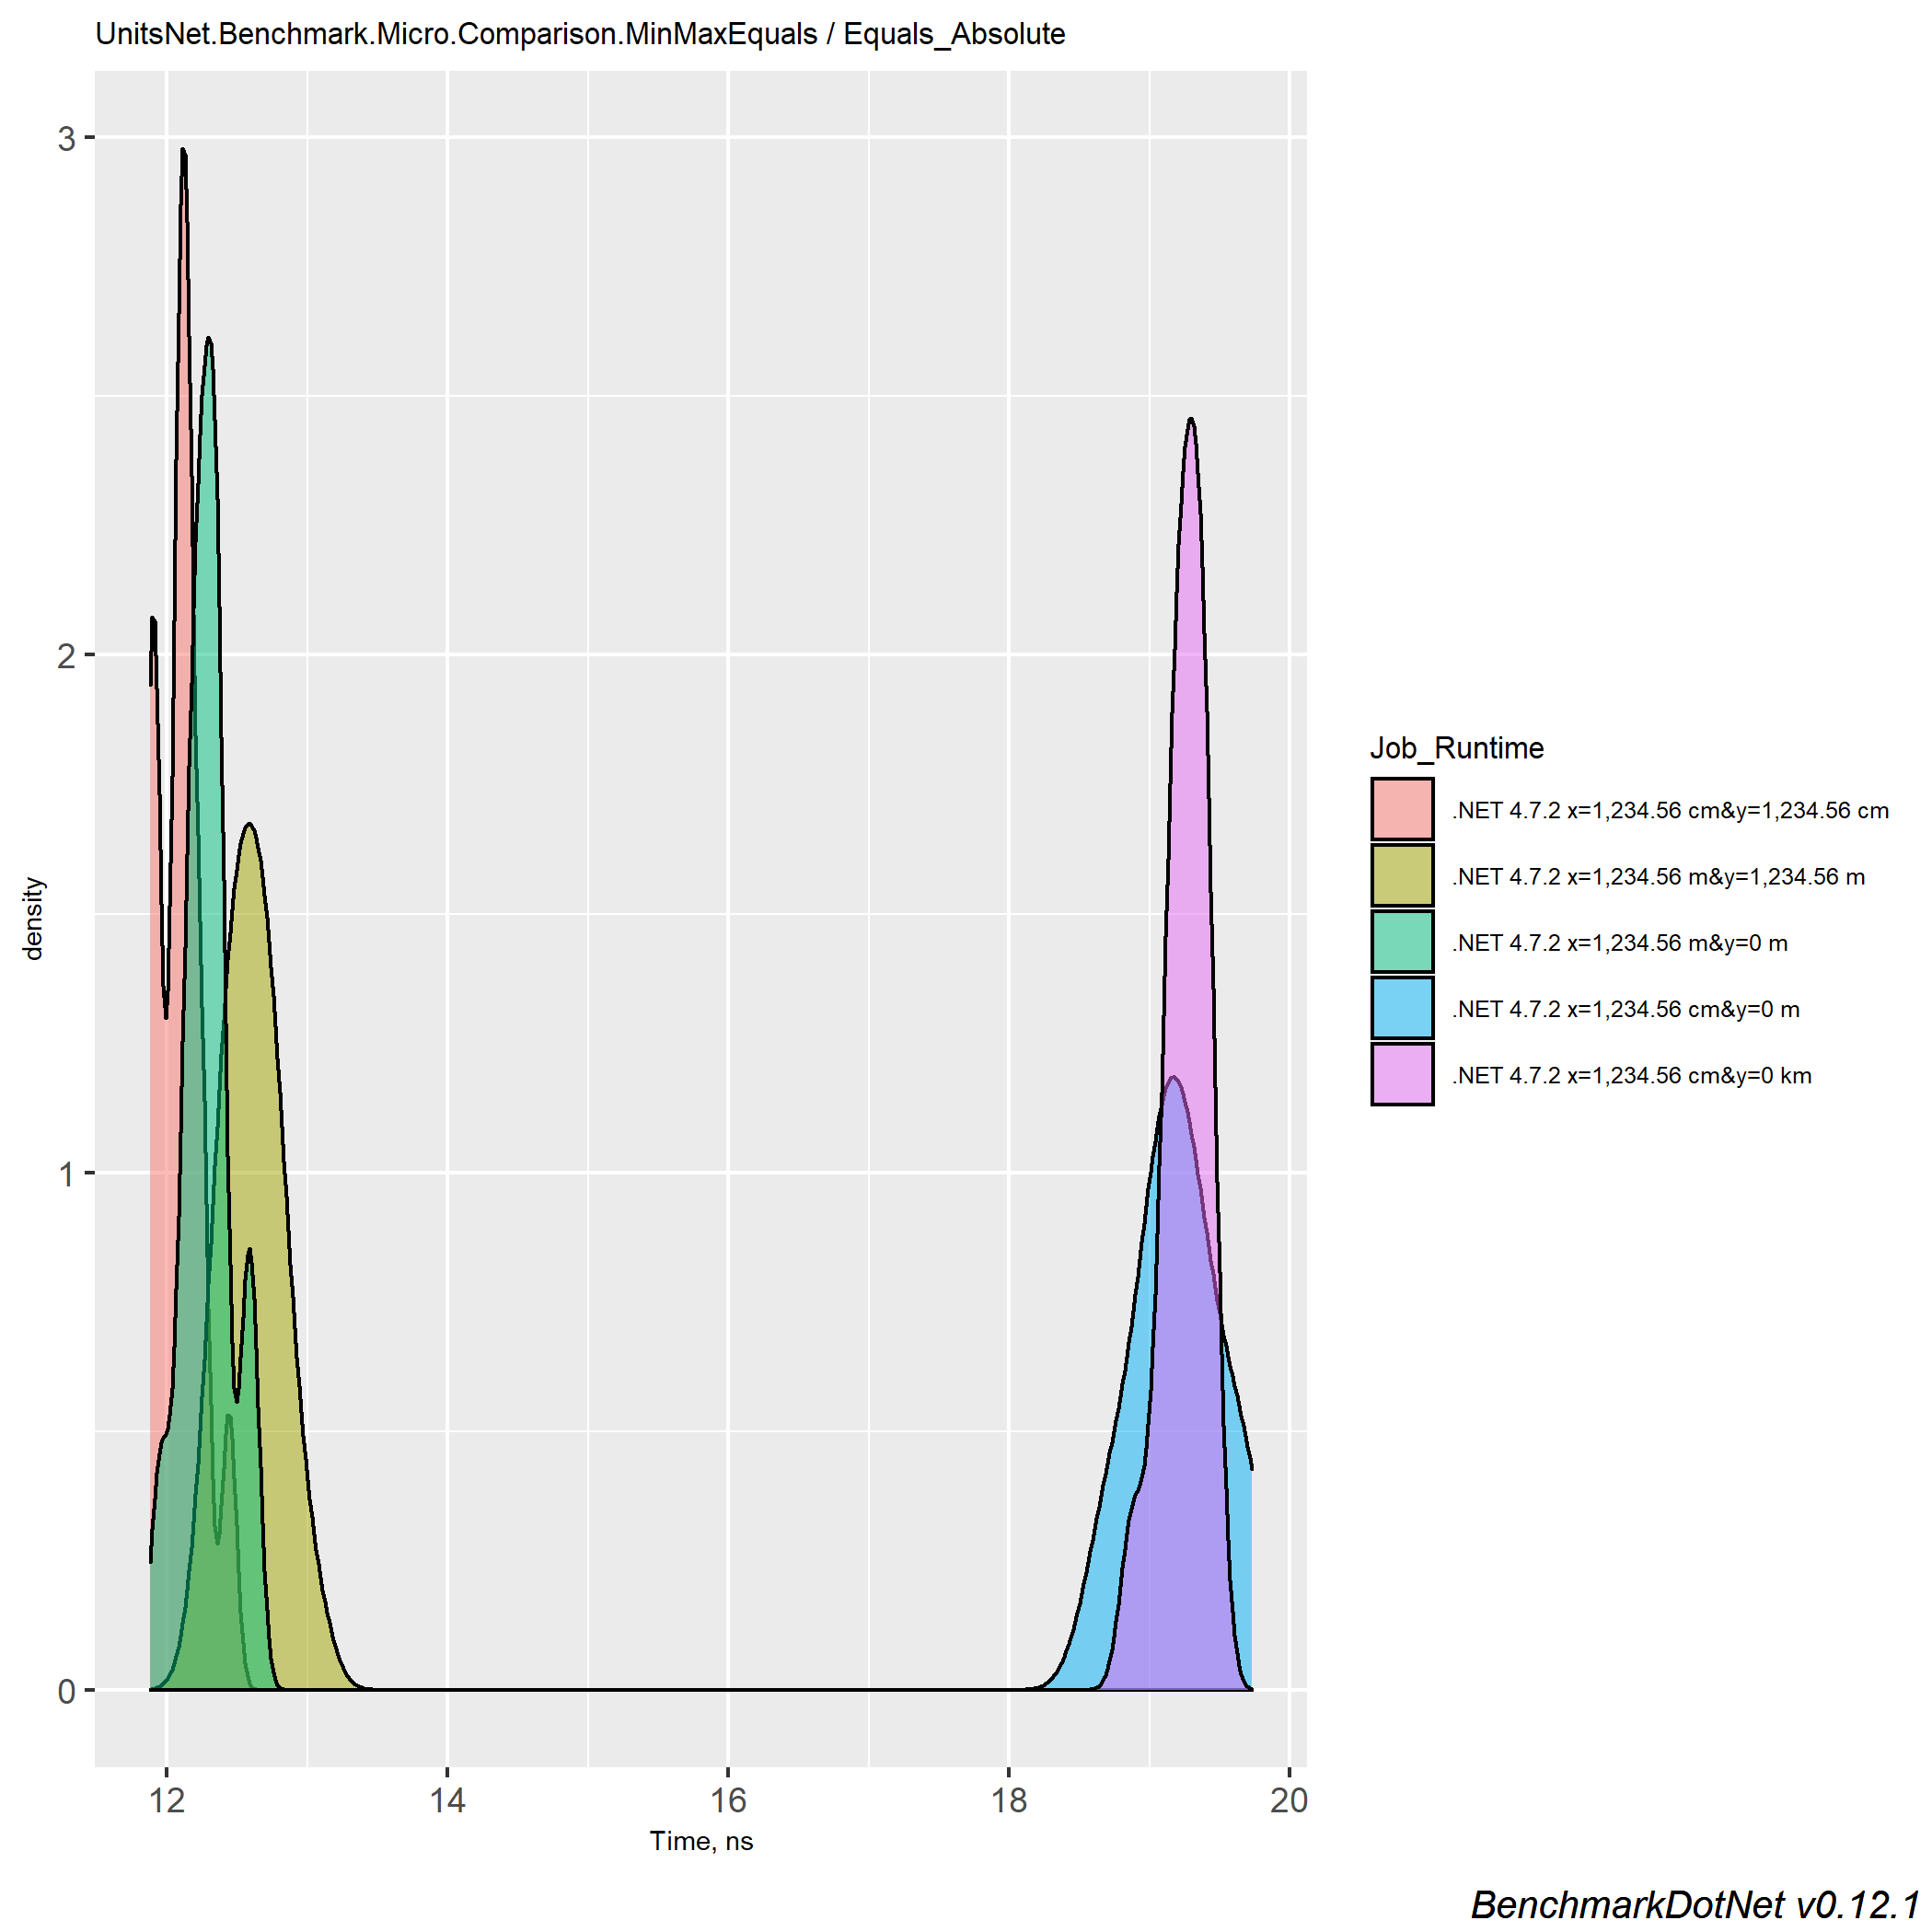 UnitsNet.Benchmark.Micro.Comparison.MinMaxEquals / Equals_Absolute
3
2
1
0
density
12 14 16 18 20
Time, ns
Job_Runtime
.NET 4.7.2 x=1,234.56 cm&y=1,234.56 cm
.NET 4.7.2 x=1,234.56 m&y=1,234.56 m
.NET 4.7.2 x=1,234.56 m&y=0 m
.NET 4.7.2 x=1,234.56 cm&y=0 m
.NET 4.7.2 x=1,234.56 cm&y=0 km
BenchmarkDotNet v0.12.1